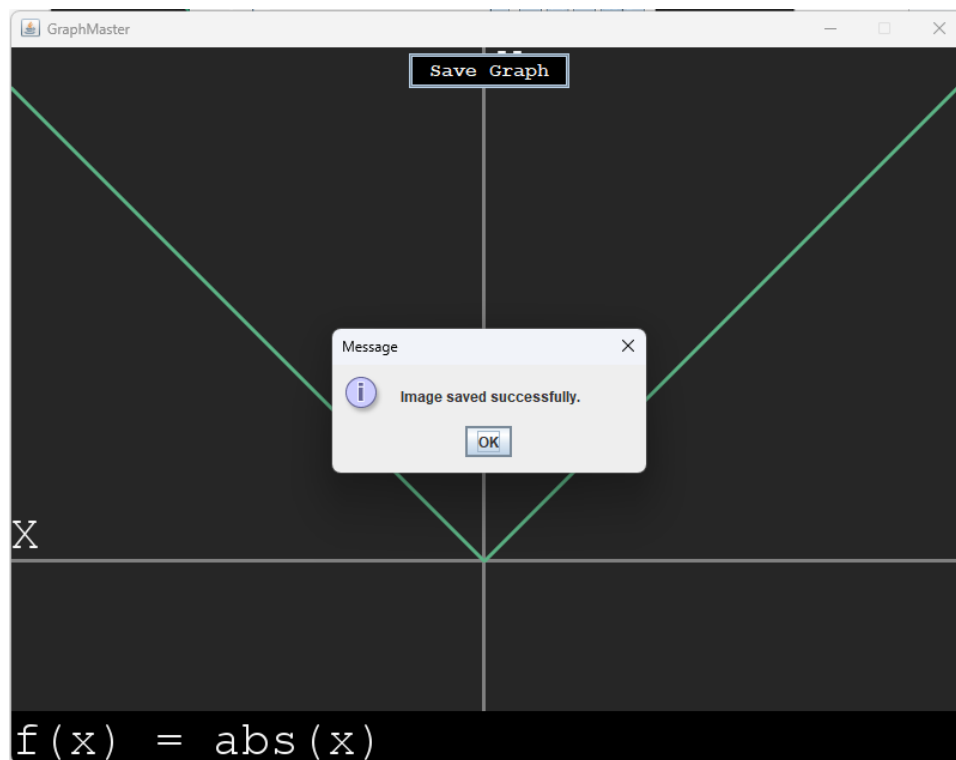 GraphMaster
Save Graph
Message
i
Image saved successfully.
OK
X
f(x) = abs(x)